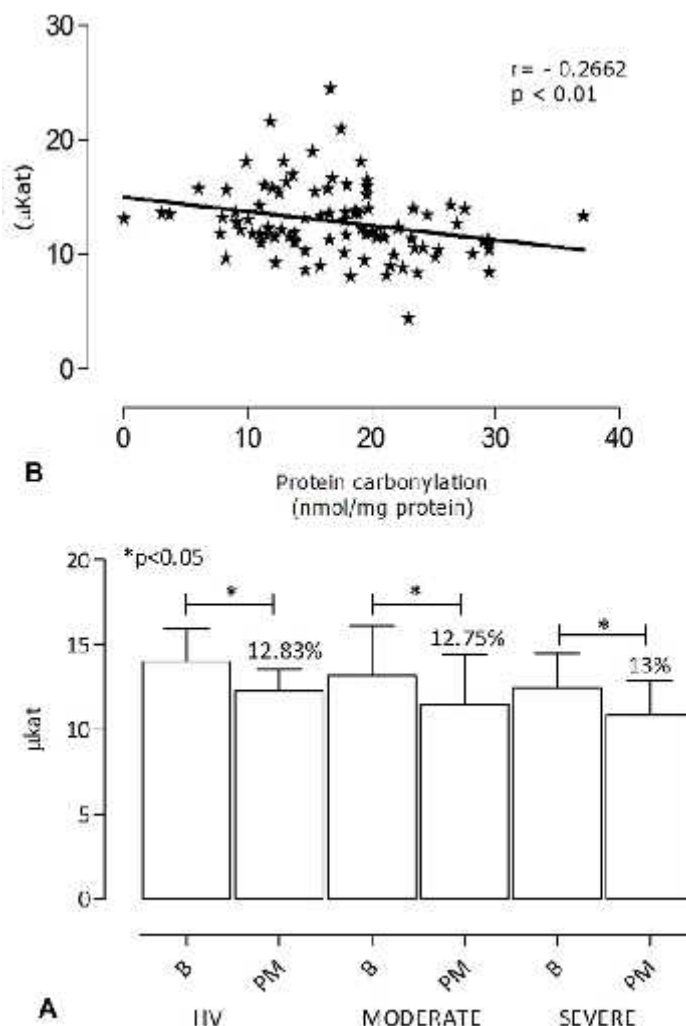 30
20
10
0
(μKat)
r= - 0.2662
p < 0.01
0 10 20 30 40
B
Protein carbonylation
(nmol/mg protein)
*p<0.05
20
15
10
5
0
μkat
* * *
12.83% 12.75% 13%
B PM B PM B PM
A
HV MODERATE SEVERE